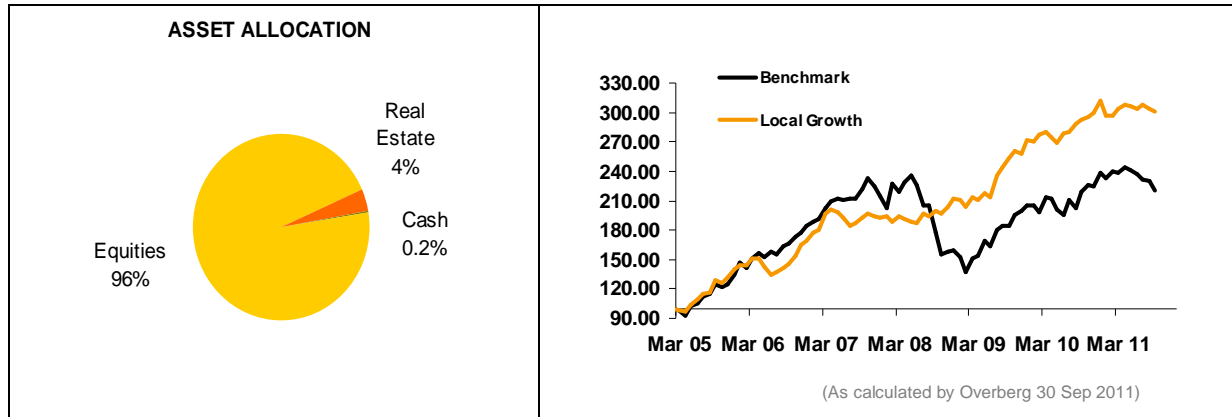 ASSET ALLOCATION
Real
Estate
4%
Cash
0.2%
Equities
96%
Benchmark
Local Growth
330.00
300.00
270.00
240.00
210.00
180.00
150.00
120.00
90.00
Mar 05 Mar 06 Mar 07 Mar 08 Mar 09 Mar 10 Mar 11
(As calculated by Overberg 30 Sep 2011)